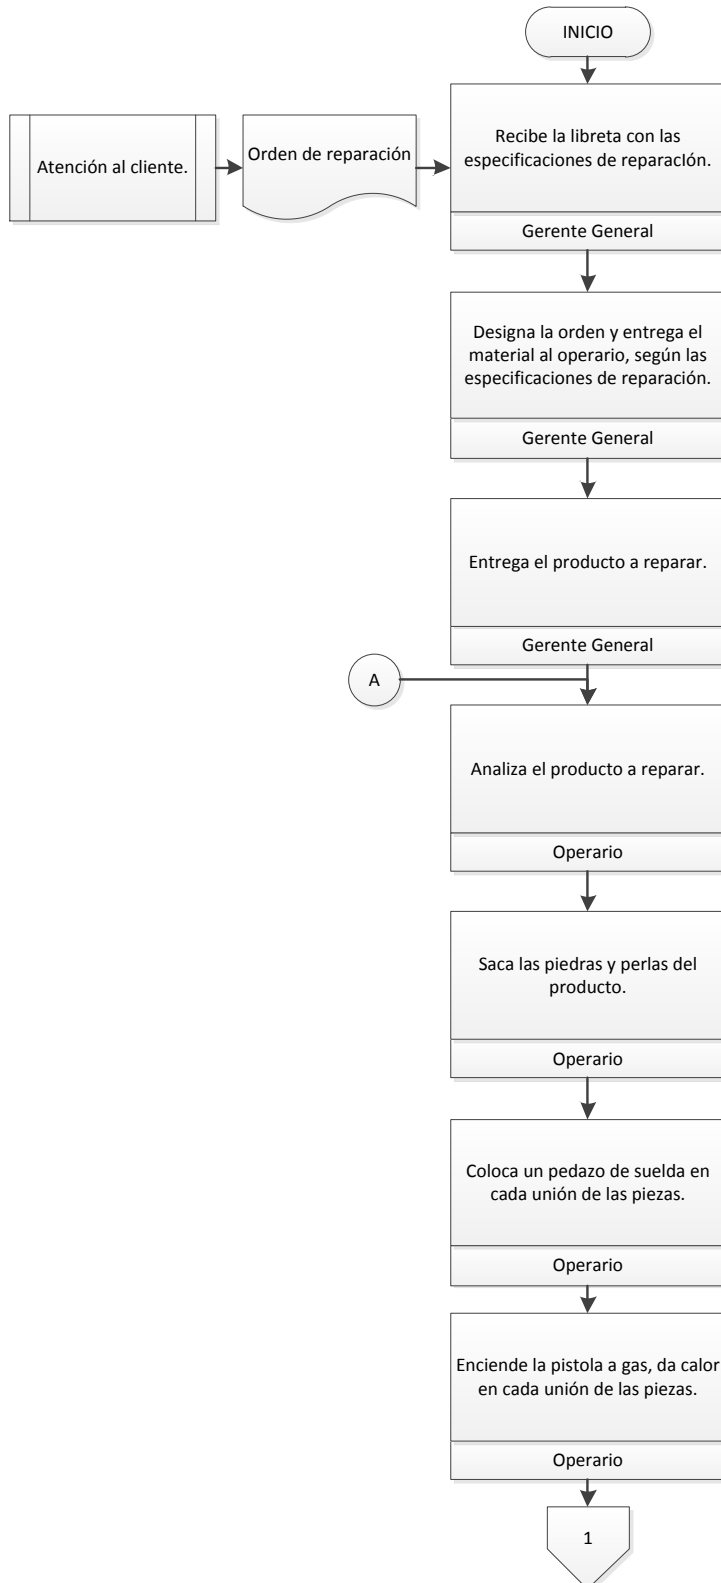 INICIO
Atención al cliente.
Orden de reparación
Recibe la libreta con las
especificaciones de reparacIón.
Gerente General
Designa la orden y entrega el
material al operario, según las
especificaciones de reparación.
Gerente General
Entrega el producto a reparar.
Gerente General
A
Analiza el producto a reparar.
Operario
Saca las piedras y perlas del
producto.
Operario
Coloca un pedazo de suelda en
cada unión de las piezas.
Operario
Enciende la pistola a gas, da calor
en cada unión de las piezas.
Operario
1